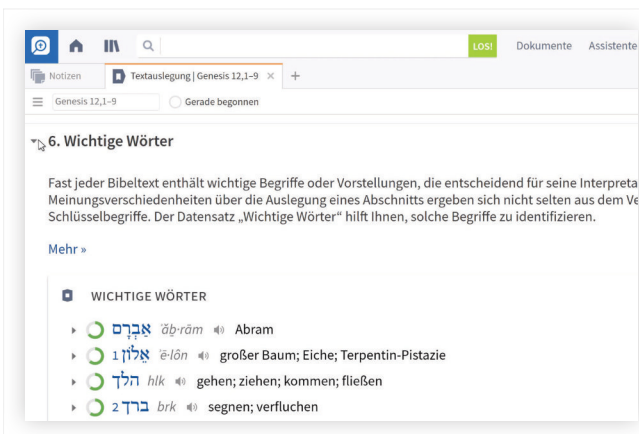 LOS! Dokumente Assistente
Notizen Textauslegung | Genesis 12,1–9 × +
Genesis 12,1–9 Gerade begonnen
6. Wichtige Wörter
Fast jeder Bibeltext enthält wichtige Begriffe oder Vorstellungen, die entscheidend für seine Interpreta
Meinungsverschiedenheiten über die Auslegung eines Abschnitts ergeben sich nicht selten aus dem Ve
Schlüsselbegriffe. Der Datensatz „Wichtige Wörter“ hilft Ihnen, solche Begriffe zu identifizieren.
Mehr »
WICHTIGE WÖRTER
אַבְרָם ʾǎḇ·rām Abram
אֵלוֹן 1 ʾē·lôn großer Baum; Eiche; Terpentin-Pistazie
הלך hlk gehen; ziehen; kommen; fließen
ברך 2 brk segnen; verfluchen